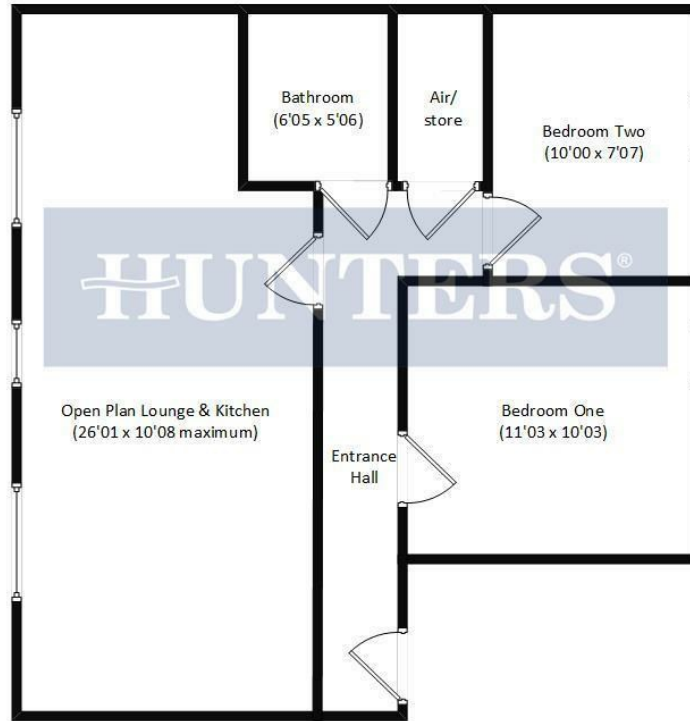 Bathroom
(6'05 x 5'06)
Air/
store
Bedroom Two
(10'00 x 7'07)
HUNTERS®
Open Plan Lounge & Kitchen
(26'01 x 10'08 maximum)
Bedroom One
(11'03 x 10'03)
Entrance
Hall